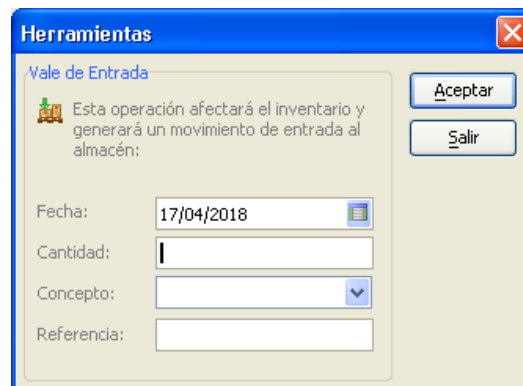 Herramientas
Vale de Entrada
Esta operación afectará el inventario y
generará un movimiento de entrada al
almacén:
Aceptar
Salir
Fecha: 17/04/2018
Cantidad:
Concepto:
Referencia: